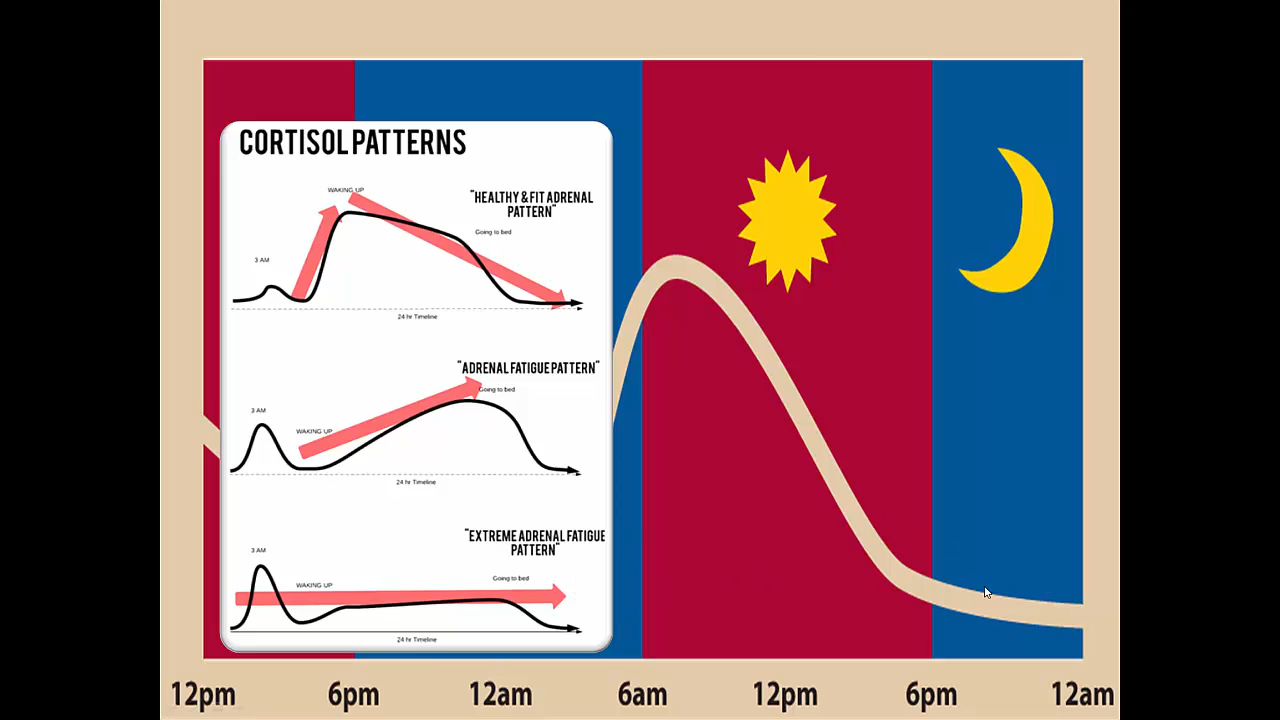 CORTISOL PATTERNS
WAKING UP
"HEALTHY & FIT ADRENAL
PATTERN"
Going to bed
3 AM
24 hr Timeline
"ADRENAL FATIGUE PATTERN"
Going to bed
3 AM
WAKING UP
24 hr Timeline
"EXTREME ADRENAL FATIGUE
PATTERN"
3 AM
Going to bed
WAKING UP
24 hr Timeline
12pm 6pm 12am 6am 12pm 6pm 12am